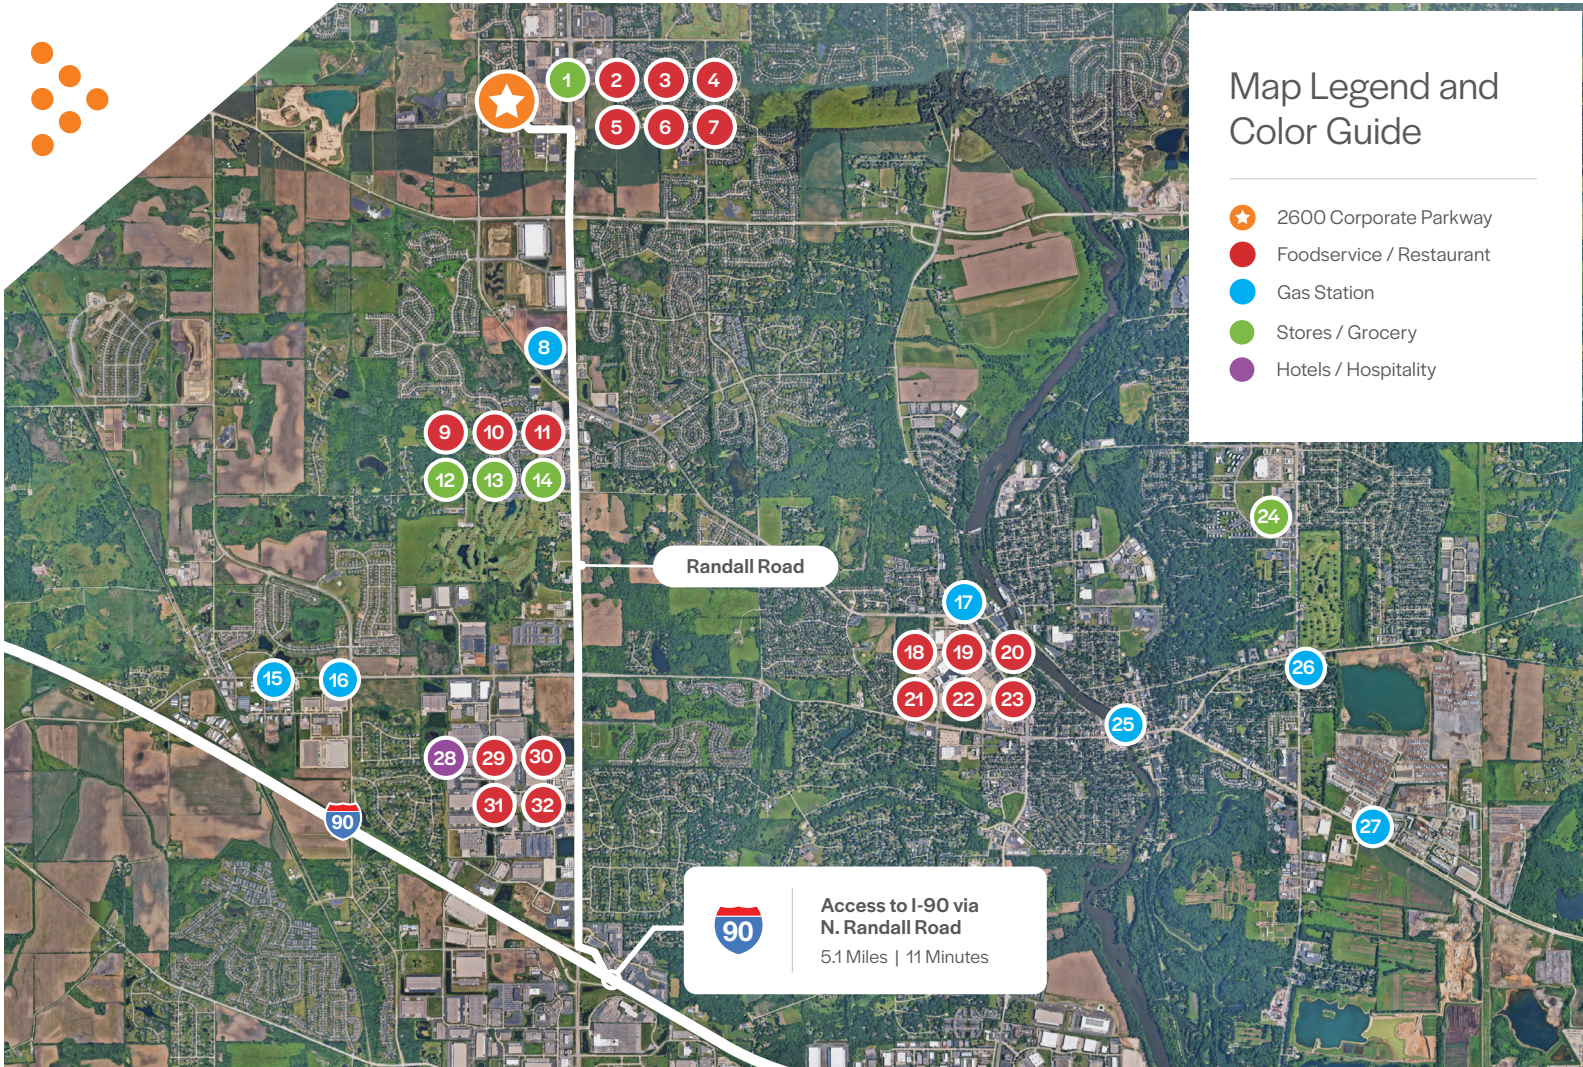 Map Legend and
Color Guide
2600 Corporate Parkway
Foodservice / Restaurant
Gas Station
Stores / Grocery
Hotels / Hospitality
1 2 3 4
5 6 7
8
9 10 11
12 13 14
24
Randall Road
17
18 19 20
21 22 23
15 16
26
25
28 29 30
31 32
27
90
90
Access to I-90 via
N. Randall Road
5.1 Miles | 11 Minutes